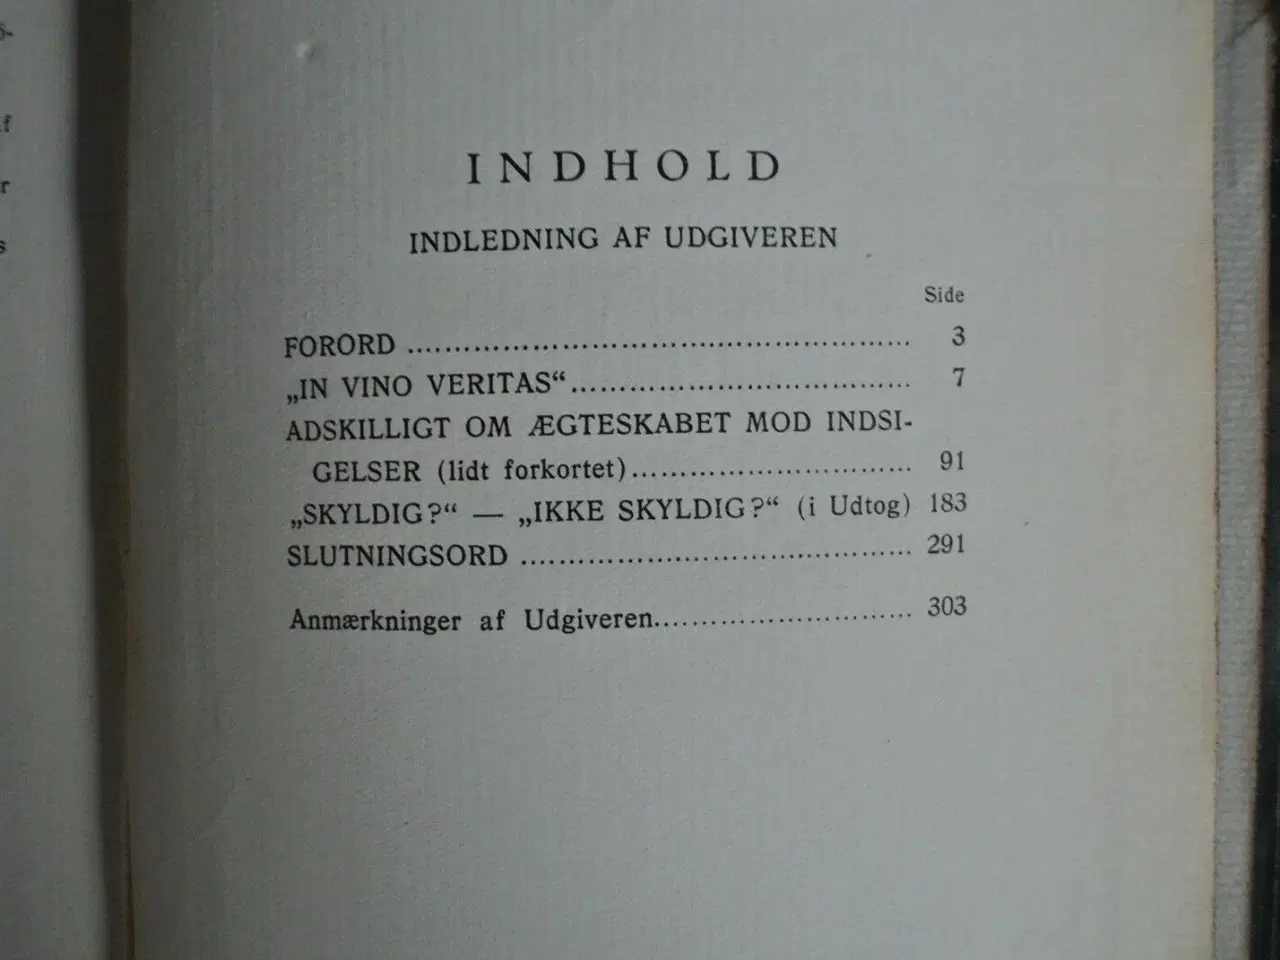 INDHOLD
INDLEDNING AF UDGIVEREN
Side
FORORD ........................................................ 3
„IN VINO VERITAS“..................................... 7
ADSKILLIGT OM ÆGTESKABET MOD INDSI-
GELSER (lidt forkortet).............................. 91
„SKYLDIG?“ — „IKKE SKYLDIG?“ (i Udtog) 183
SLUTNINGSORD .......................................... 291
Anmærkninger af Udgiveren............................ 303